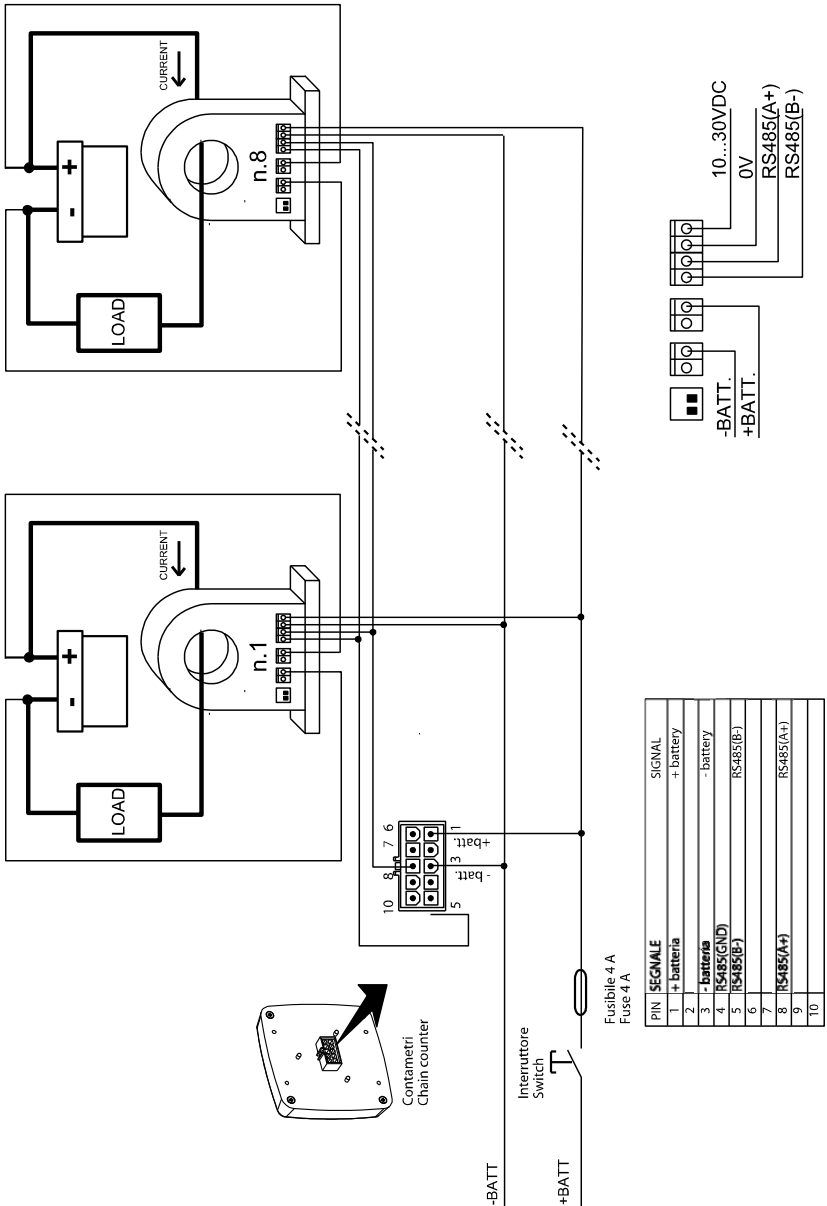 CURRENT
+
-
LOAD
n.8
CURRENT
+
-
LOAD
n.1
10...30VDC
0V
RS485(A+)
RS485(B-)
-BATT.
+BATT.
6
7
8
10
1
3
5
+batt.
- batt.
Contametri
Chain counter
Interruttore
Switch
Fusibile 4 A
Fuse 4 A
-BATT
+BATT
PIN SEGNALE SIGNAL
1 + batteria + battery
2
3 - batteria - battery
4 RS485(GND)
5 RS485(B-) RS485(B-)
6
7
8 RS485(A+) RS485(A+)
9
10